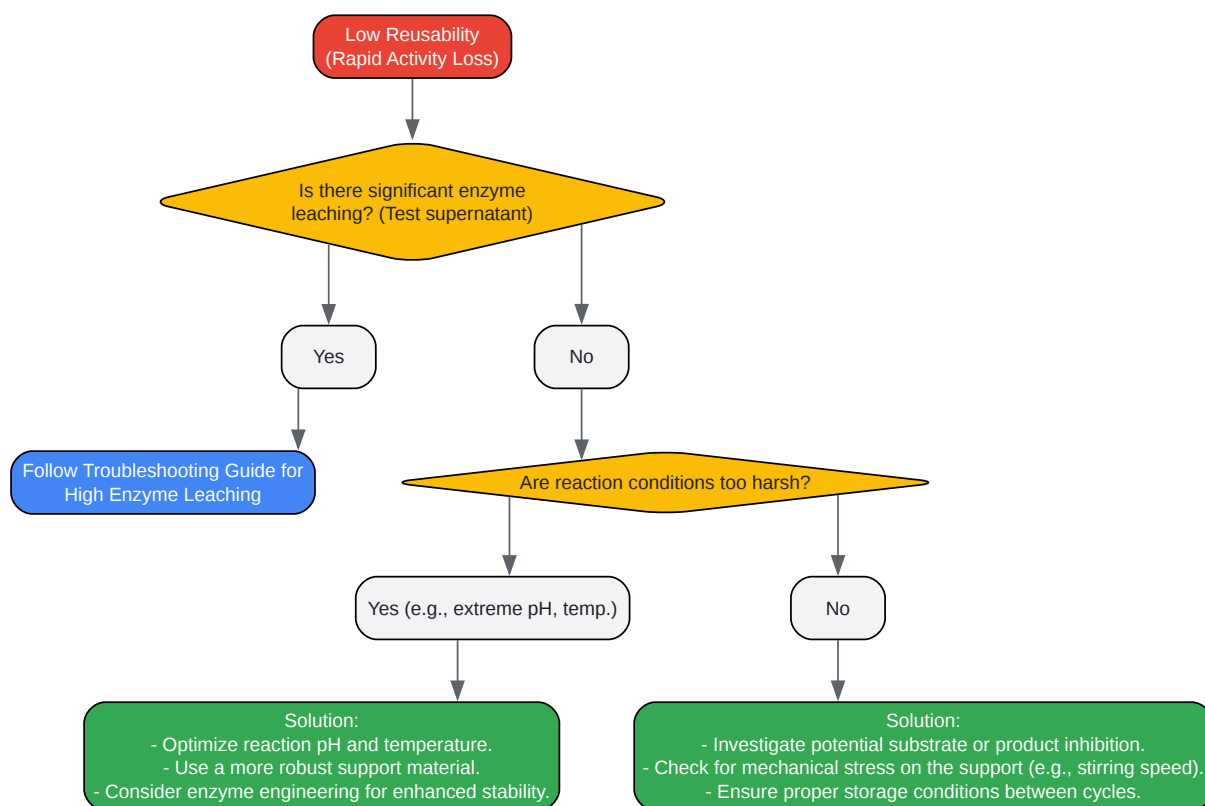 Low Reusability
(Rapid Activity Loss)
Is there significant enzyme
leaching? (Test supernatant)
Yes
No
Follow Troubleshooting Guide for
High Enzyme Leaching
Are reaction conditions too harsh?
Yes (e.g., extreme pH, temp.)
No
Solution:
- Optimize reaction pH and temperature.
- Use a more robust support material.
- Consider enzyme engineering for enhanced stability.
Solution:
- Investigate potential substrate or product inhibition.
- Check for mechanical stress on the support (e.g., stirring speed).
- Ensure proper storage conditions between cycles.